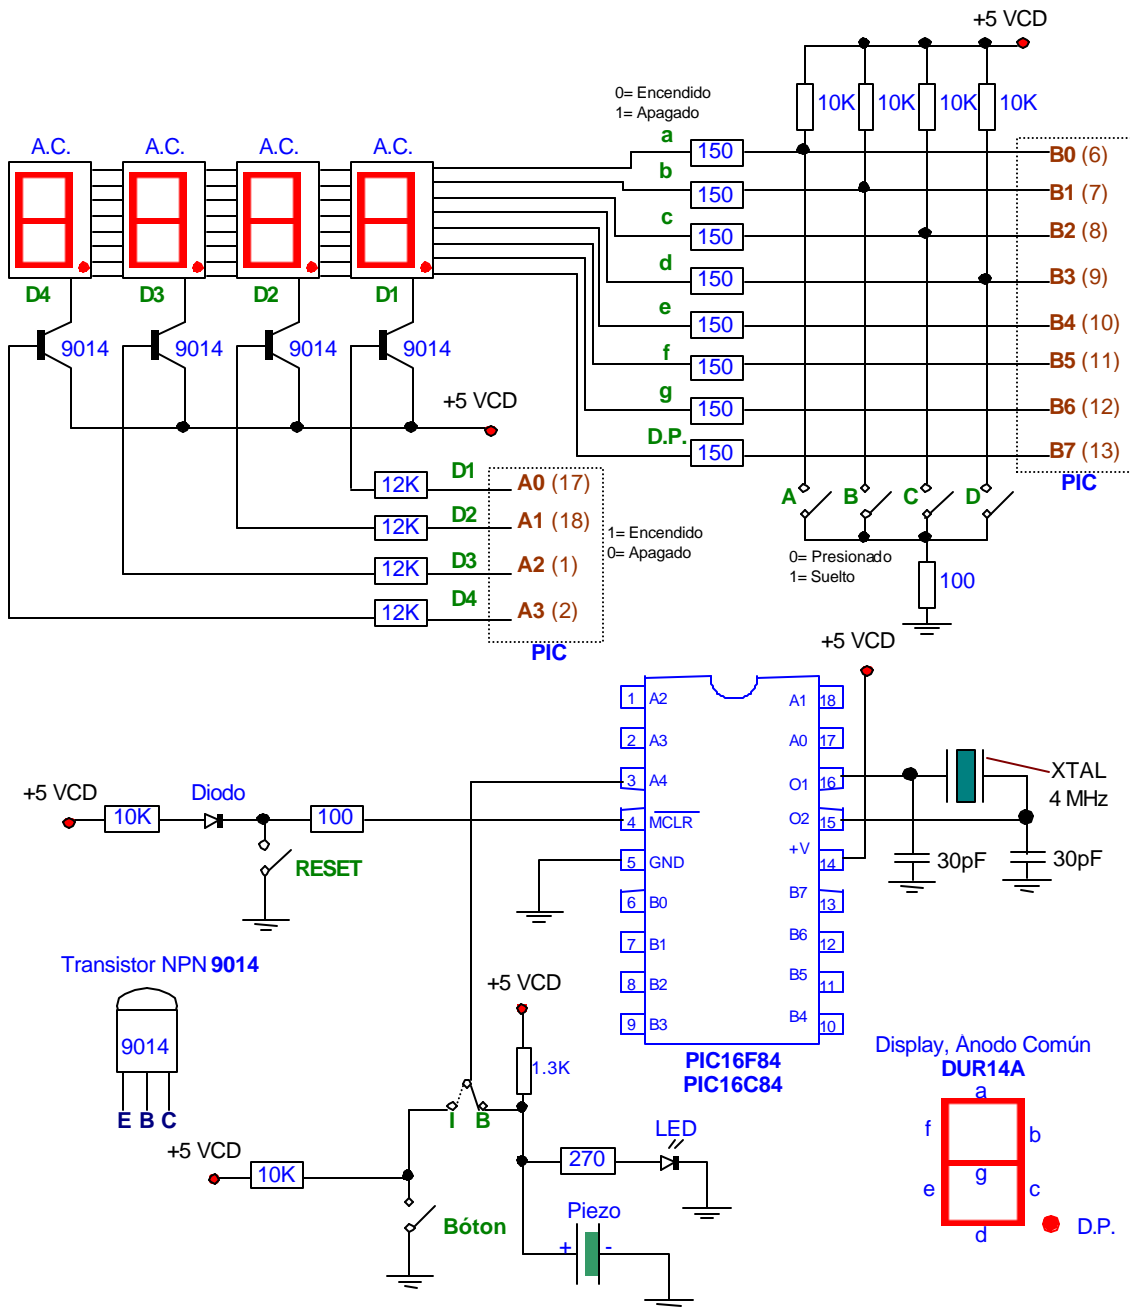 +5 VCD
10K
10K
10K
10K
0= Encendido
1= Apagado
A.C.
A.C.
A.C.
A.C.
a
150
B0 (6)
b
150
B1 (7)
c
150
B2 (8)
d
150
B3 (9)
e
150
B4 (10)
f
150
B5 (11)
g
150
B6 (12)
D.P.
150
B7 (13)
PIC
D4
D3
D2
D1
9014
9014
9014
9014
+5 VCD
D1
12K
A0 (17)
D2
12K
A1 (18)
D3
12K
A2 (1)
D4
12K
A3 (2)
PIC
1= Encendido
0= Apagado
A
B
C
D
0= Presionado
1= Suelto
100
+5 VCD
1 A2
2 A3
3 A4
4 MCLR
5 GND
6 B0
7 B1
8 B2
9 B3
A1 18
A0 17
O1 16
O2 15
+V 14
B7 13
B6 12
B5 11
B4 10
PIC16F84
PIC16C84
XTAL
4 MHz
30pF
30pF
+5 VCD
10K
Diodo
100
RESET
Transistor NPN 9014
9014
E B C
+5 VCD
1.3K
I
B
+5 VCD
10K
Bóton
270
LED
Piezo
+
-
Display, Anodo Común
DUR14A
a
f
b
g
e
c
d
D.P.